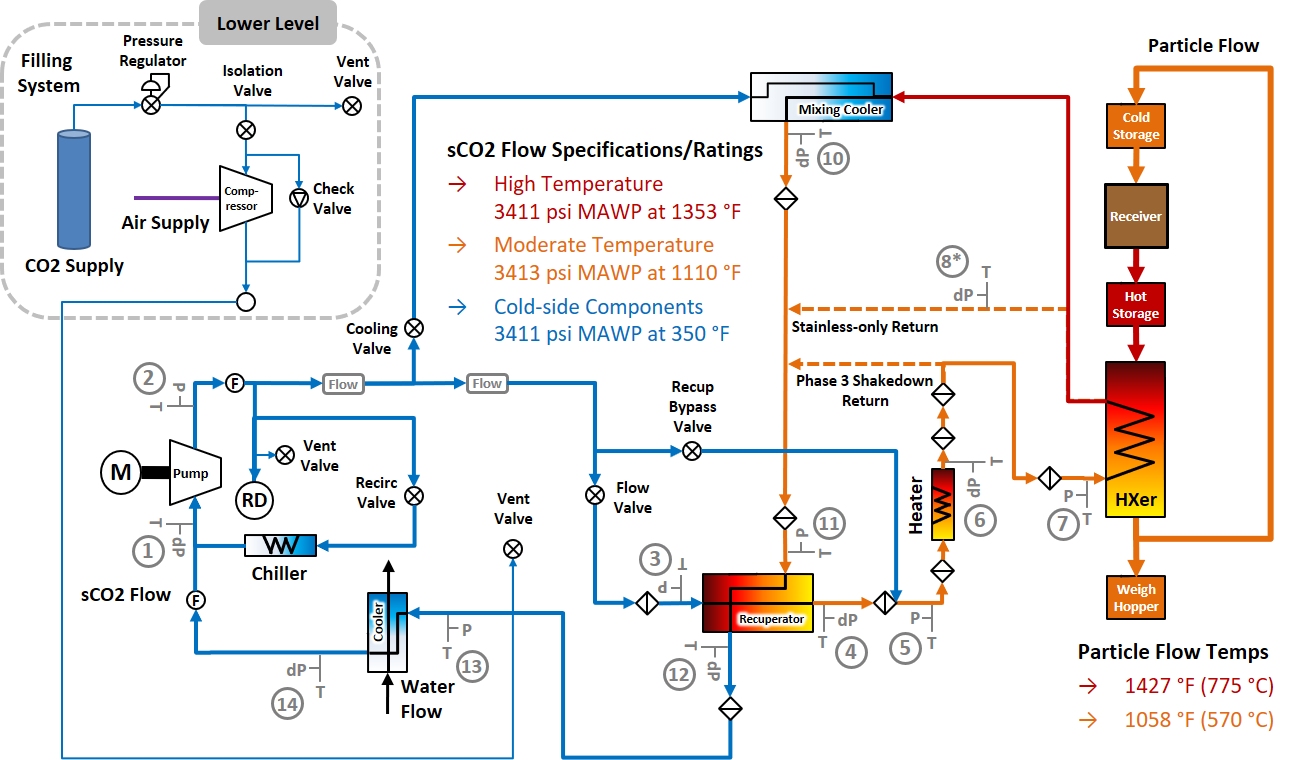 Lower Level
Filling
System
Pressure
Regulator
Isolation
Valve
Vent
Valve
Comp-
ressor
Check
Valve
Air Supply
CO2 Supply
Particle Flow
Cold
Storage
Receiver
Hot
Storage
HXer
Weigh
Hopper
Mixing Cooler
T
dP
10
sCO2 Flow Specifications/Ratings
→ High Temperature
3411 psi MAWP at 1353 °F
→ Moderate Temperature
3413 psi MAWP at 1110 °F
→ Cold-side Components
3411 psi MAWP at 350 °F
8*
T
dP
Stainless-only Return
Phase 3 Shakedown
Return
Cooling
Valve
2
P
T
F
Flow
Flow
M
Pump
Vent
Valve
RD
Recirc
Valve
Recup
Bypass
Valve
Vent
Valve
Flow
Valve
1
T
dP
Chiller
sCO2 Flow
F
Cooler
Water
Flow
P
T
13
dP
T
14
3
T
P
11
P
T
Recuperator
dP
T
4
P
T
5
Heater
T
dP
6
P
T
7
12
T
dP
Particle Flow Temps
→ 1427 °F (775 °C)
→ 1058 °F (570 °C)